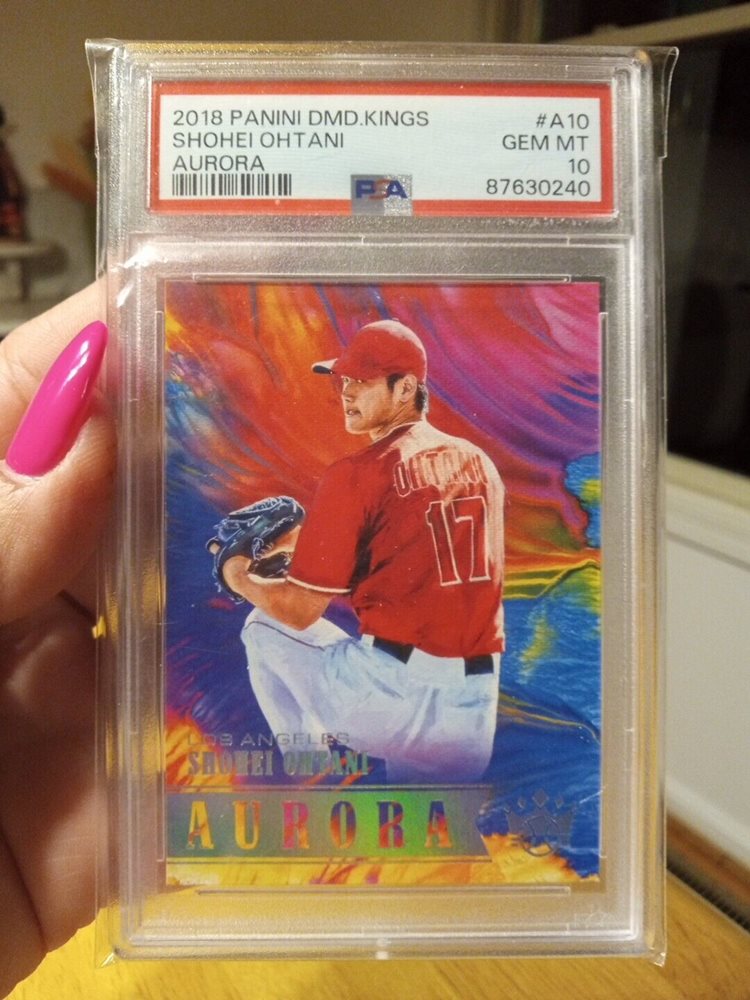 2018 PANINI DMD.KINGS #A10
SHOHEI OHTANI GEM MT
AURORA 10
PSA 87630240
OHTANI
17
LOS ANGELES
SHOHEI OHTANI
AURORA